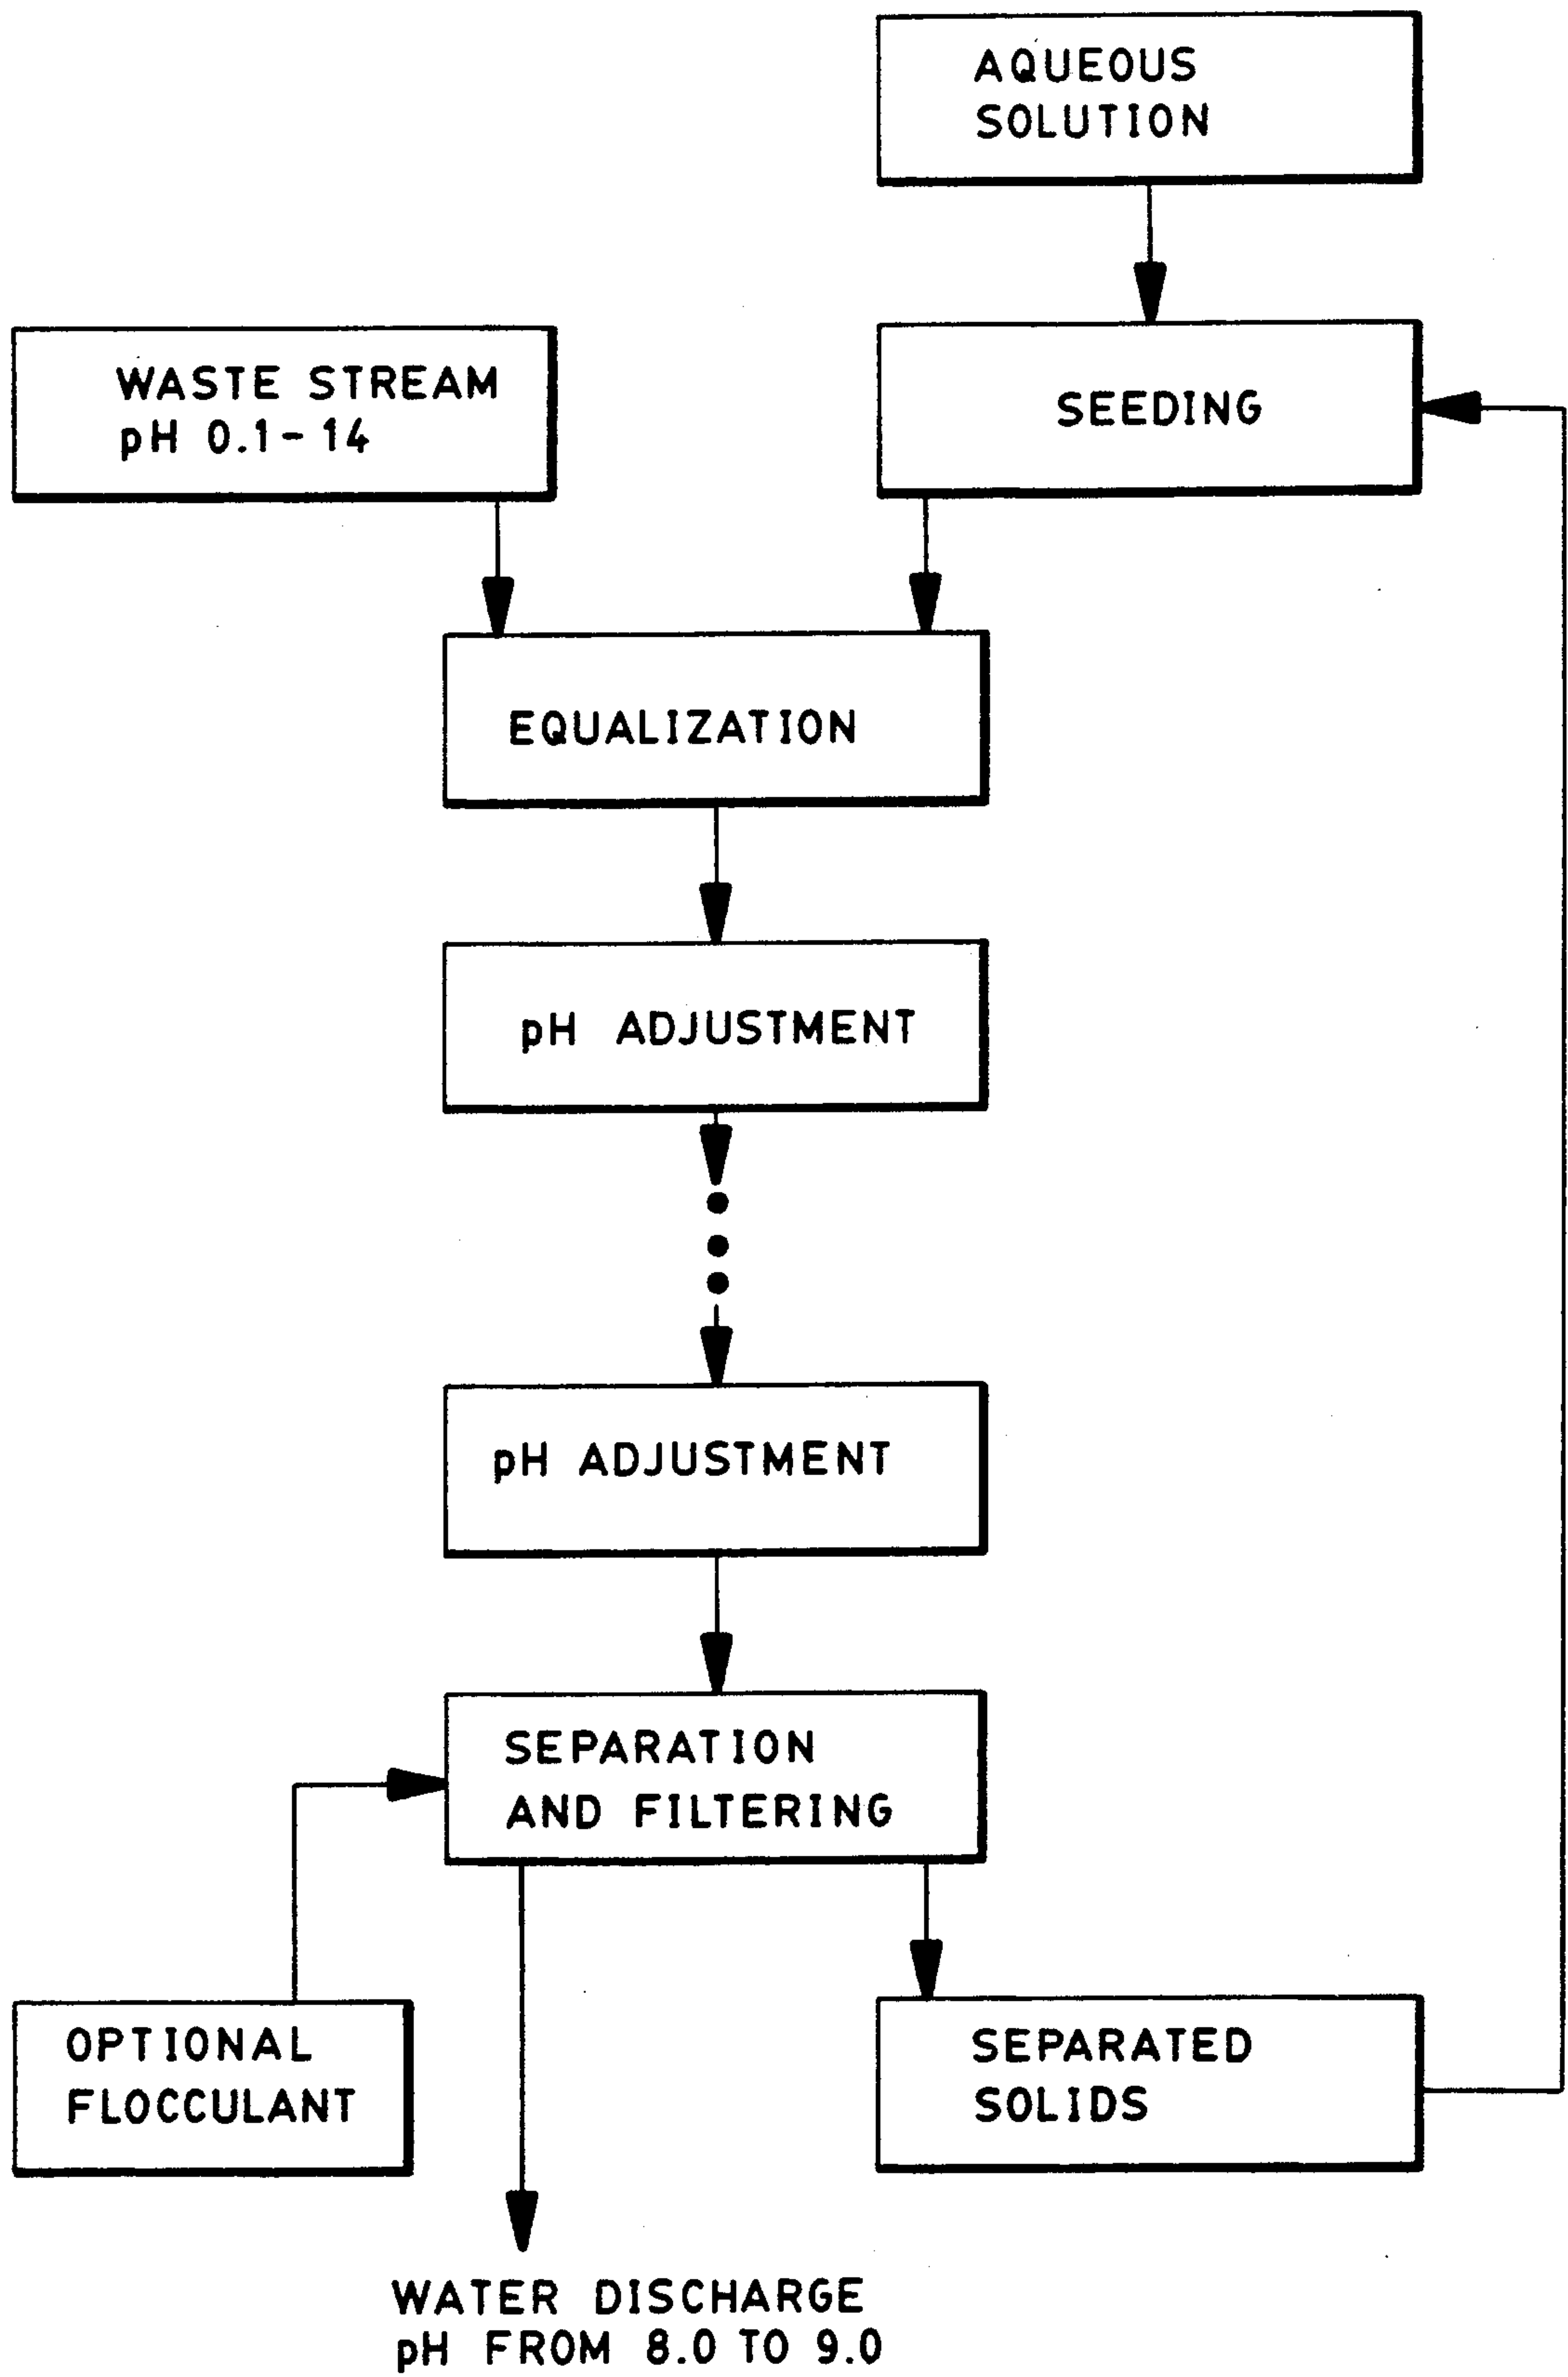 AQUEOUS
SOLUTION
WASTE STREAM
pH 0.1-14
SEEDING
EQUALIZATION
pH ADJUSTMENT
pH ADJUSTMENT
SEPARATION
AND FILTERING
OPTIONAL
FLOCCULANT
SEPARATED
SOLIDS
WATER DISCHARGE
pH FROM 8.0 TO 9.0